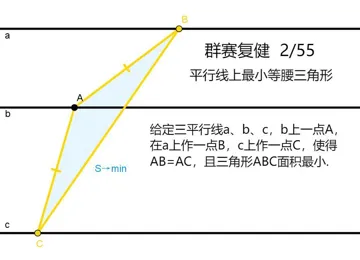 B
a
群赛复健 2/55
平行线上最小等腰三角形
A
b
给定三平行线a、b、c，b上一点A，
在a上作一点B，c上作一点C，使得
AB=AC，且三角形ABC面积最小.
S→min
c
C